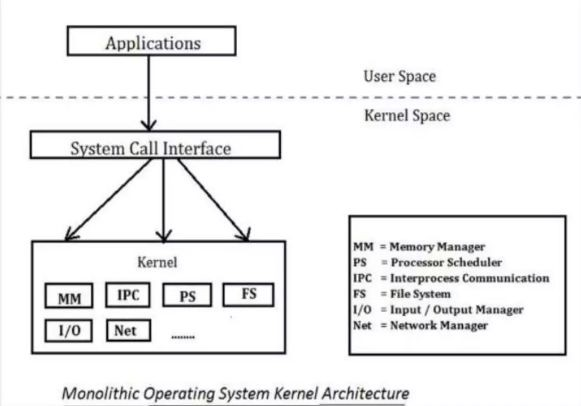 Applications
User Space
Kernel Space
System Call Interface
Kernel
MM IPC PS FS
I/O Net ........
MM = Memory Manager
PS = Processor Scheduler
IPC = Interprocess Communication
FS = File System
I/O = Input / Output Manager
Net = Network Manager
Monolithic Operating System Kernel Architecture